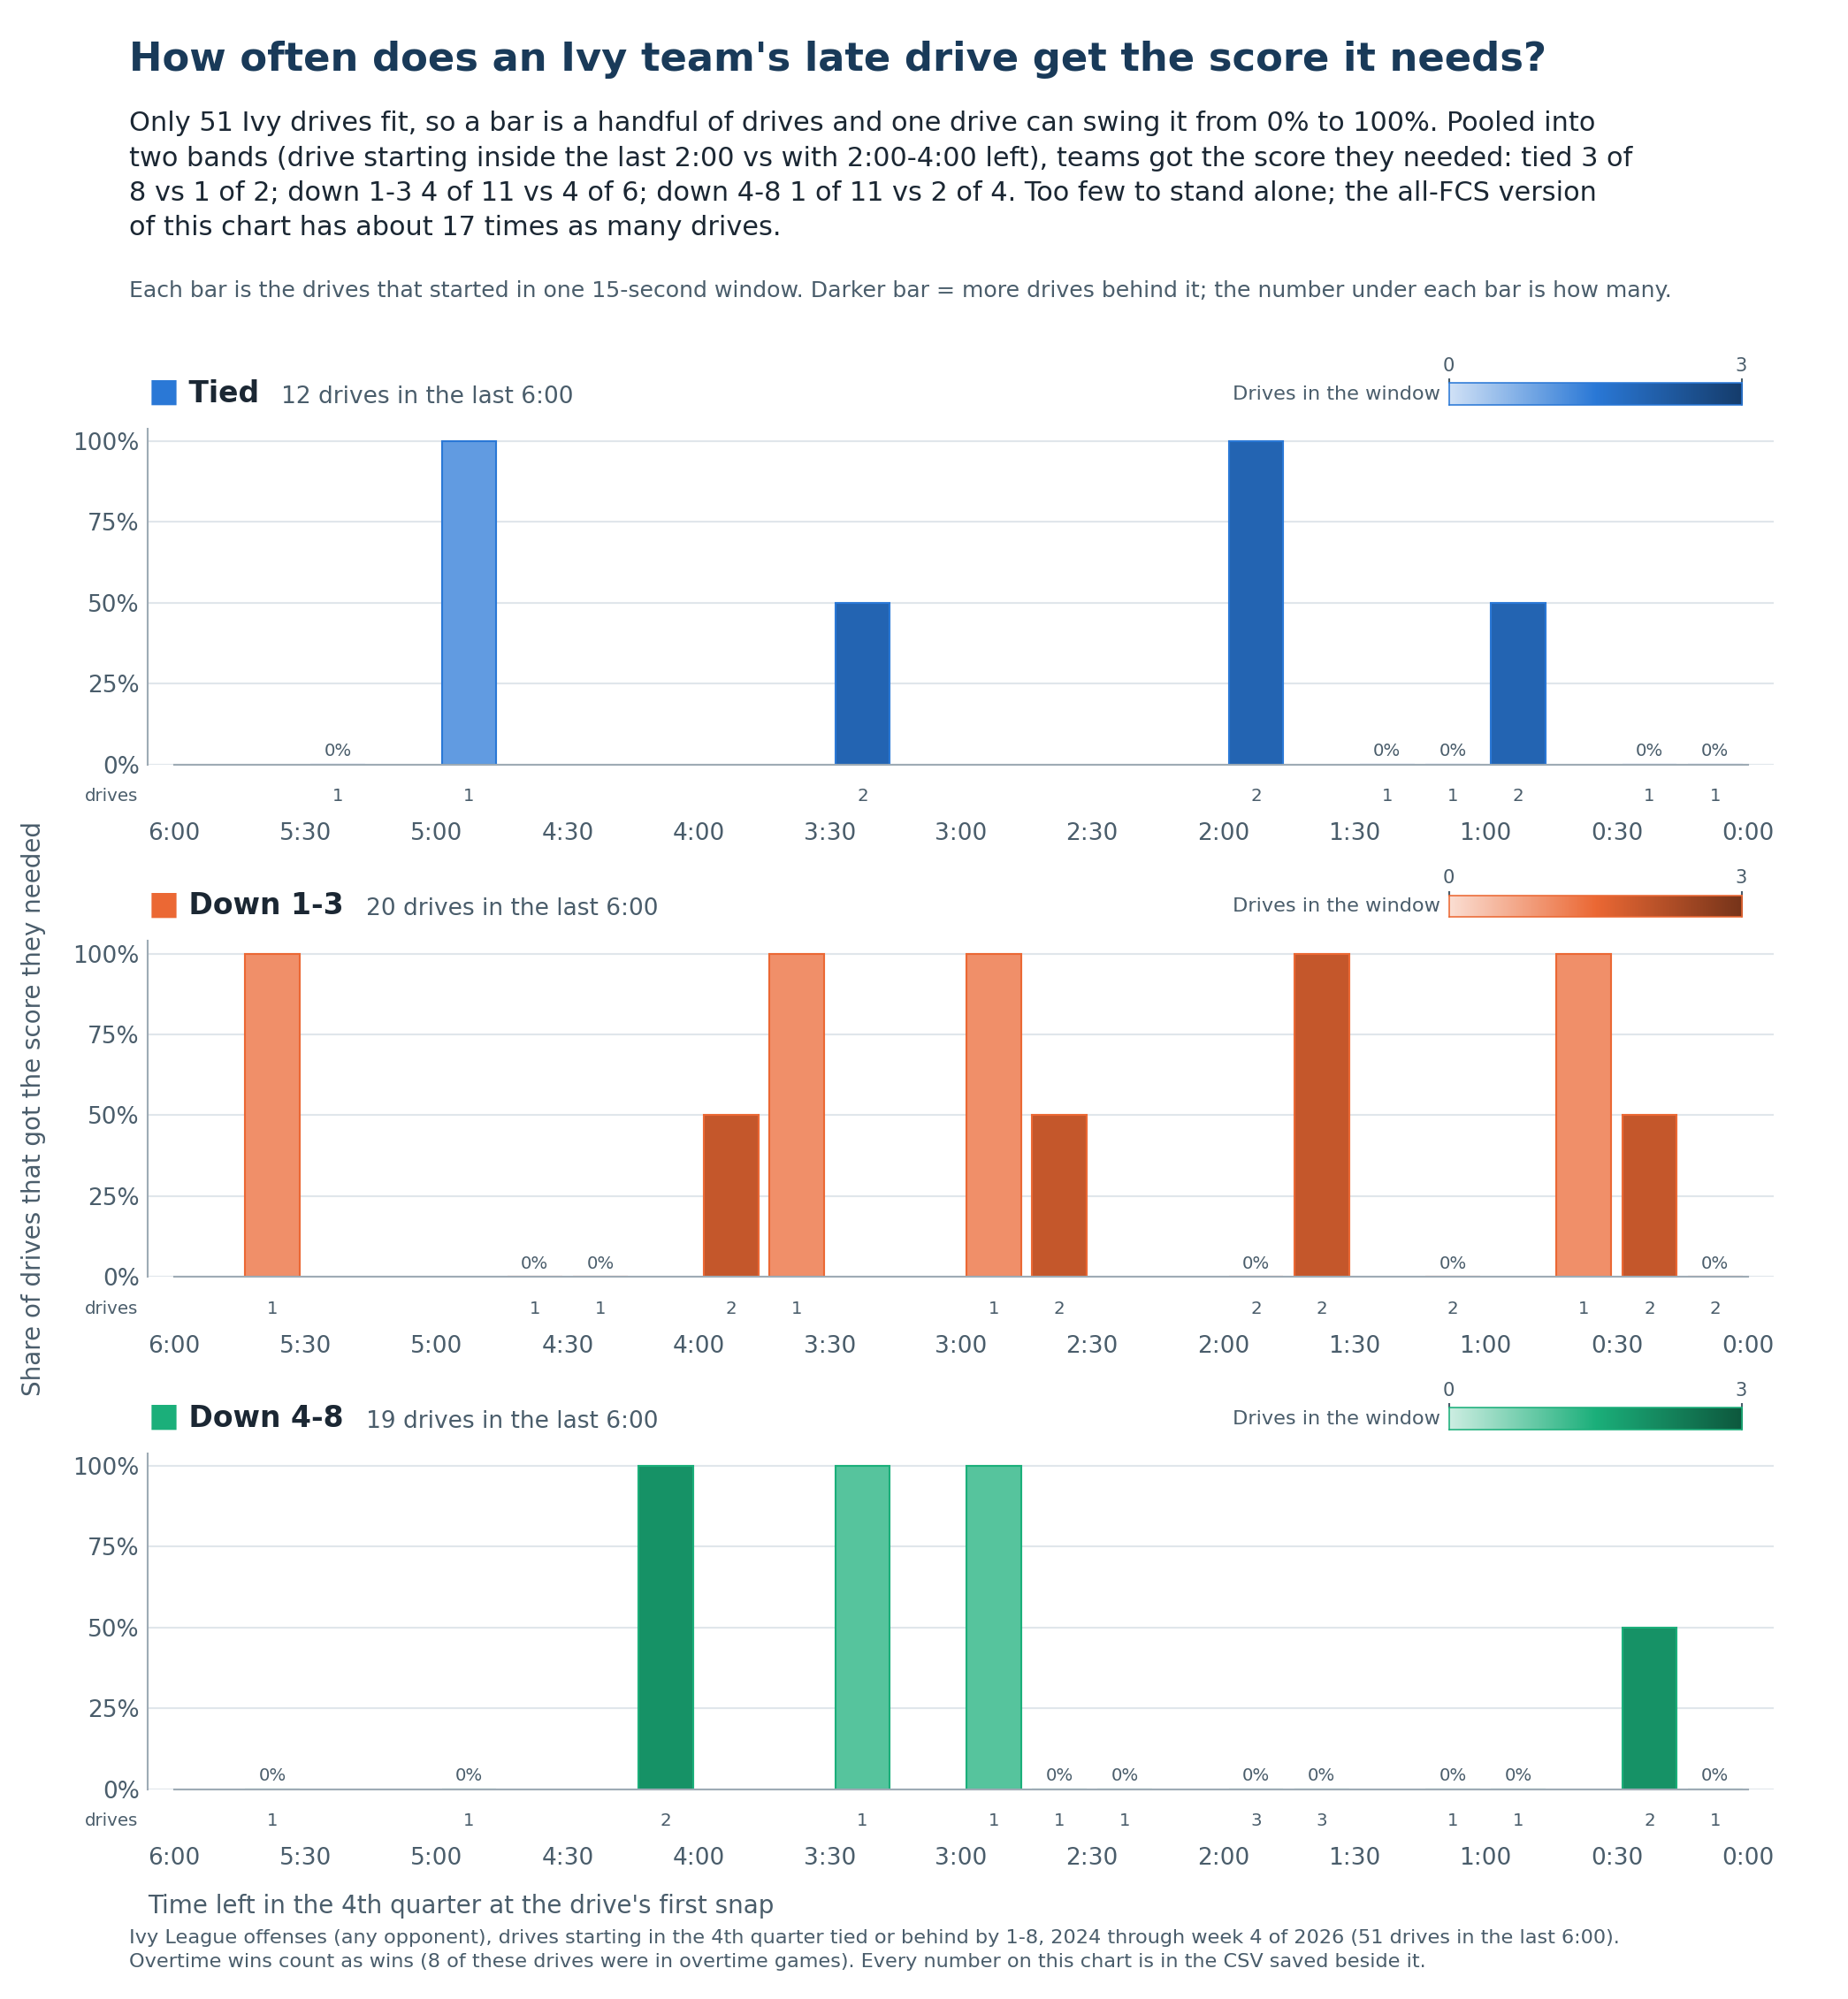 How often does an Ivy team's late drive get the score it needs?
Only 51 Ivy drives fit, so a bar is a handful of drives and one drive can swing it from 0% to 100%. Pooled into
two bands (drive starting inside the last 2:00 vs with 2:00-4:00 left), teams got the score they needed: tied 3 of
8 vs 1 of 2; down 1-3 4 of 11 vs 4 of 6; down 4-8 1 of 11 vs 2 of 4. Too few to stand alone; the all-FCS version
of this chart has about 17 times as many drives.
Each bar is the drives that started in one 15-second window. Darker bar = more drives behind it; the number under each bar is how many.
Share of drives that got the score they needed
Tied 12 drives in the last 6:00
Drives in the window 0 3
100%
75%
50%
25%
0%
0% 0% 0% 0% 0%
drives 1 1 2 2 1 1 2 1 1
6:00 5:30 5:00 4:30 4:00 3:30 3:00 2:30 2:00 1:30 1:00 0:30 0:00
Down 1-3 20 drives in the last 6:00
Drives in the window 0 3
100%
75%
50%
25%
0%
0% 0% 0% 0% 0%
drives 1 1 1 2 1 1 2 2 2 2 1 2 2
6:00 5:30 5:00 4:30 4:00 3:30 3:00 2:30 2:00 1:30 1:00 0:30 0:00
Down 4-8 19 drives in the last 6:00
Drives in the window 0 3
100%
75%
50%
25%
0%
0% 0% 0% 0% 0% 0% 0% 0% 0%
drives 1 1 2 1 1 1 1 3 3 1 1 2 1
6:00 5:30 5:00 4:30 4:00 3:30 3:00 2:30 2:00 1:30 1:00 0:30 0:00
Time left in the 4th quarter at the drive's first snap
Ivy League offenses (any opponent), drives starting in the 4th quarter tied or behind by 1-8, 2024 through week 4 of 2026 (51 drives in the last 6:00).
Overtime wins count as wins (8 of these drives were in overtime games). Every number on this chart is in the CSV saved beside it.